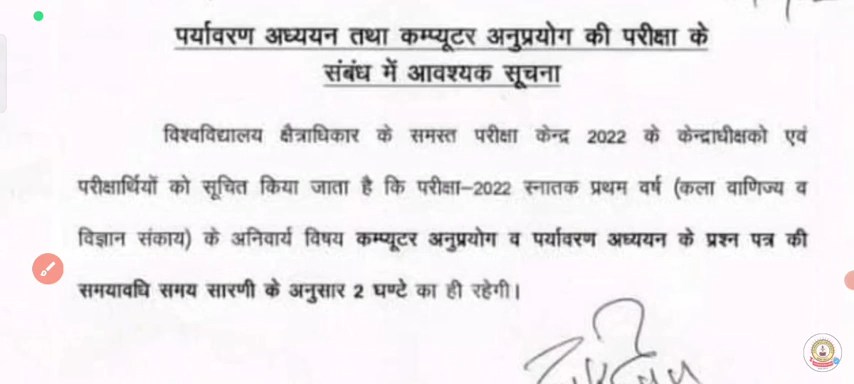 पर्यावरण अध्ययन तथा कम्प्यूटर अनुप्रयोग की परीक्षा के
संबंध में आवश्यक सूचना
विश्वविद्यालय क्षैत्राधिकार के समस्त परीक्षा केन्द्र 2022 के केन्द्राधीक्षको एवं
परीक्षार्थियों को सूचित किया जाता है कि परीक्षा–2022 स्नातक प्रथम वर्ष (कला वाणिज्य व
विज्ञान संकाय) के अनिवार्य विषय कम्प्यूटर अनुप्रयोग व पर्यावरण अध्ययन के प्रश्न पत्र की
समयावधि समय सारणी के अनुसार 2 घण्टे का ही रहेगी।